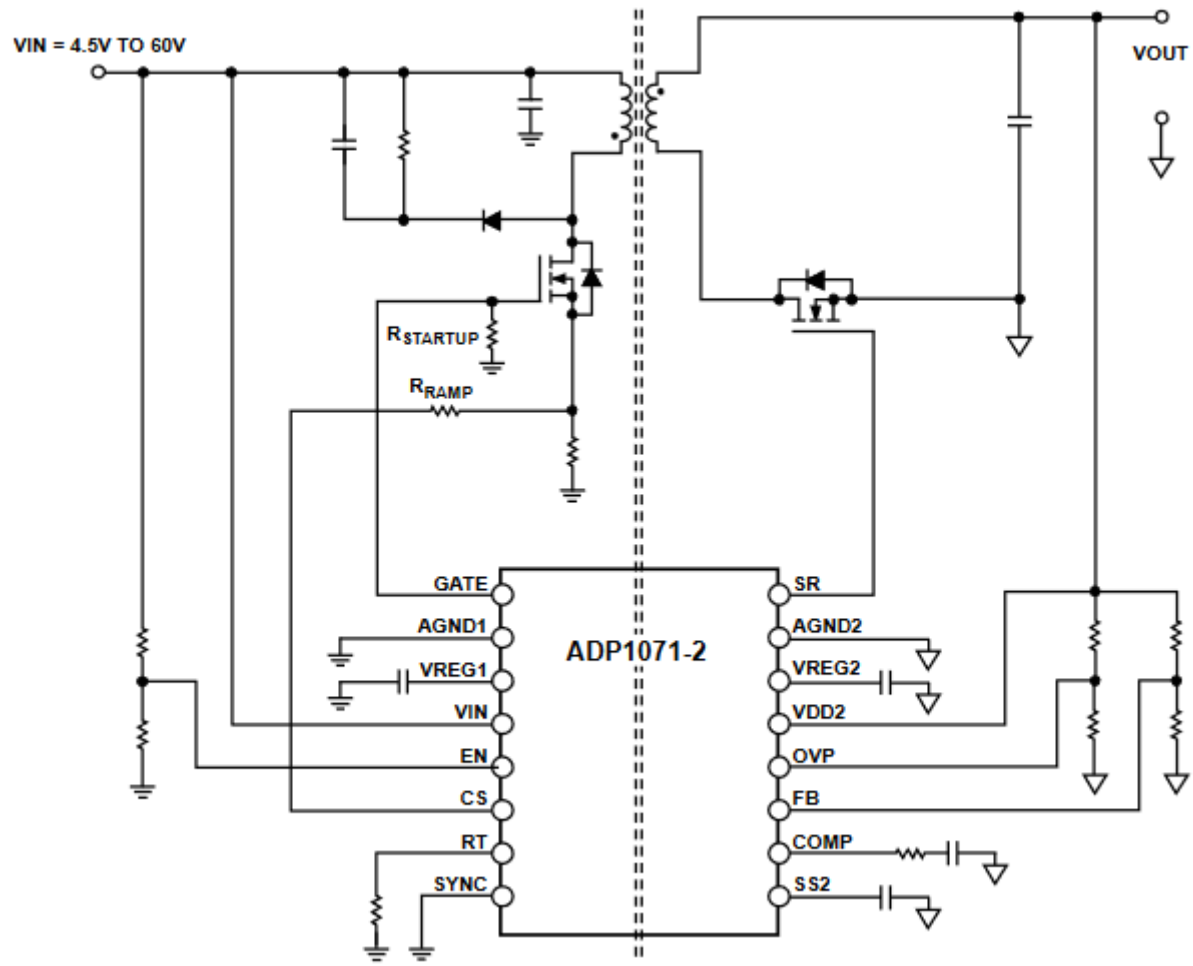 VIN = 4.5V TO 60V
VOUT
RSTARTUP
RRAMP
ADP1071-2
GATE
AGND1
VREG1
VIN
EN
CS
RT
SYNC
SR
AGND2
VREG2
VDD2
OVP
FB
COMP
SS2